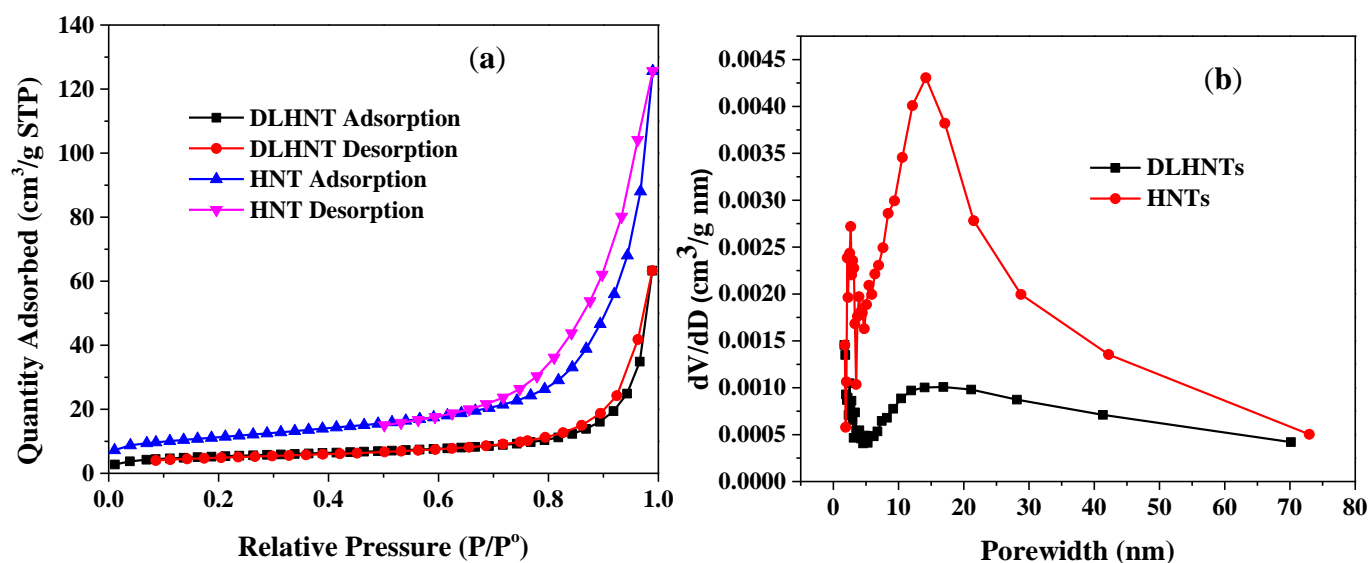 (a)
140
120
100
80
60
40
20
0
0.0 0.2 0.4 0.6 0.8 1.0
Quantity Adsorbed (cm³/g STP)
Relative Pressure (P/Pº)
DLHNT Adsorption
DLHNT Desorption
HNT Adsorption
HNT Desorption
(b)
0.0045
0.0040
0.0035
0.0030
0.0025
0.0020
0.0015
0.0010
0.0005
0.0000
0 10 20 30 40 50 60 70 80
dV/dD (cm³/g nm)
Porewidth (nm)
DLHNTs
HNTs